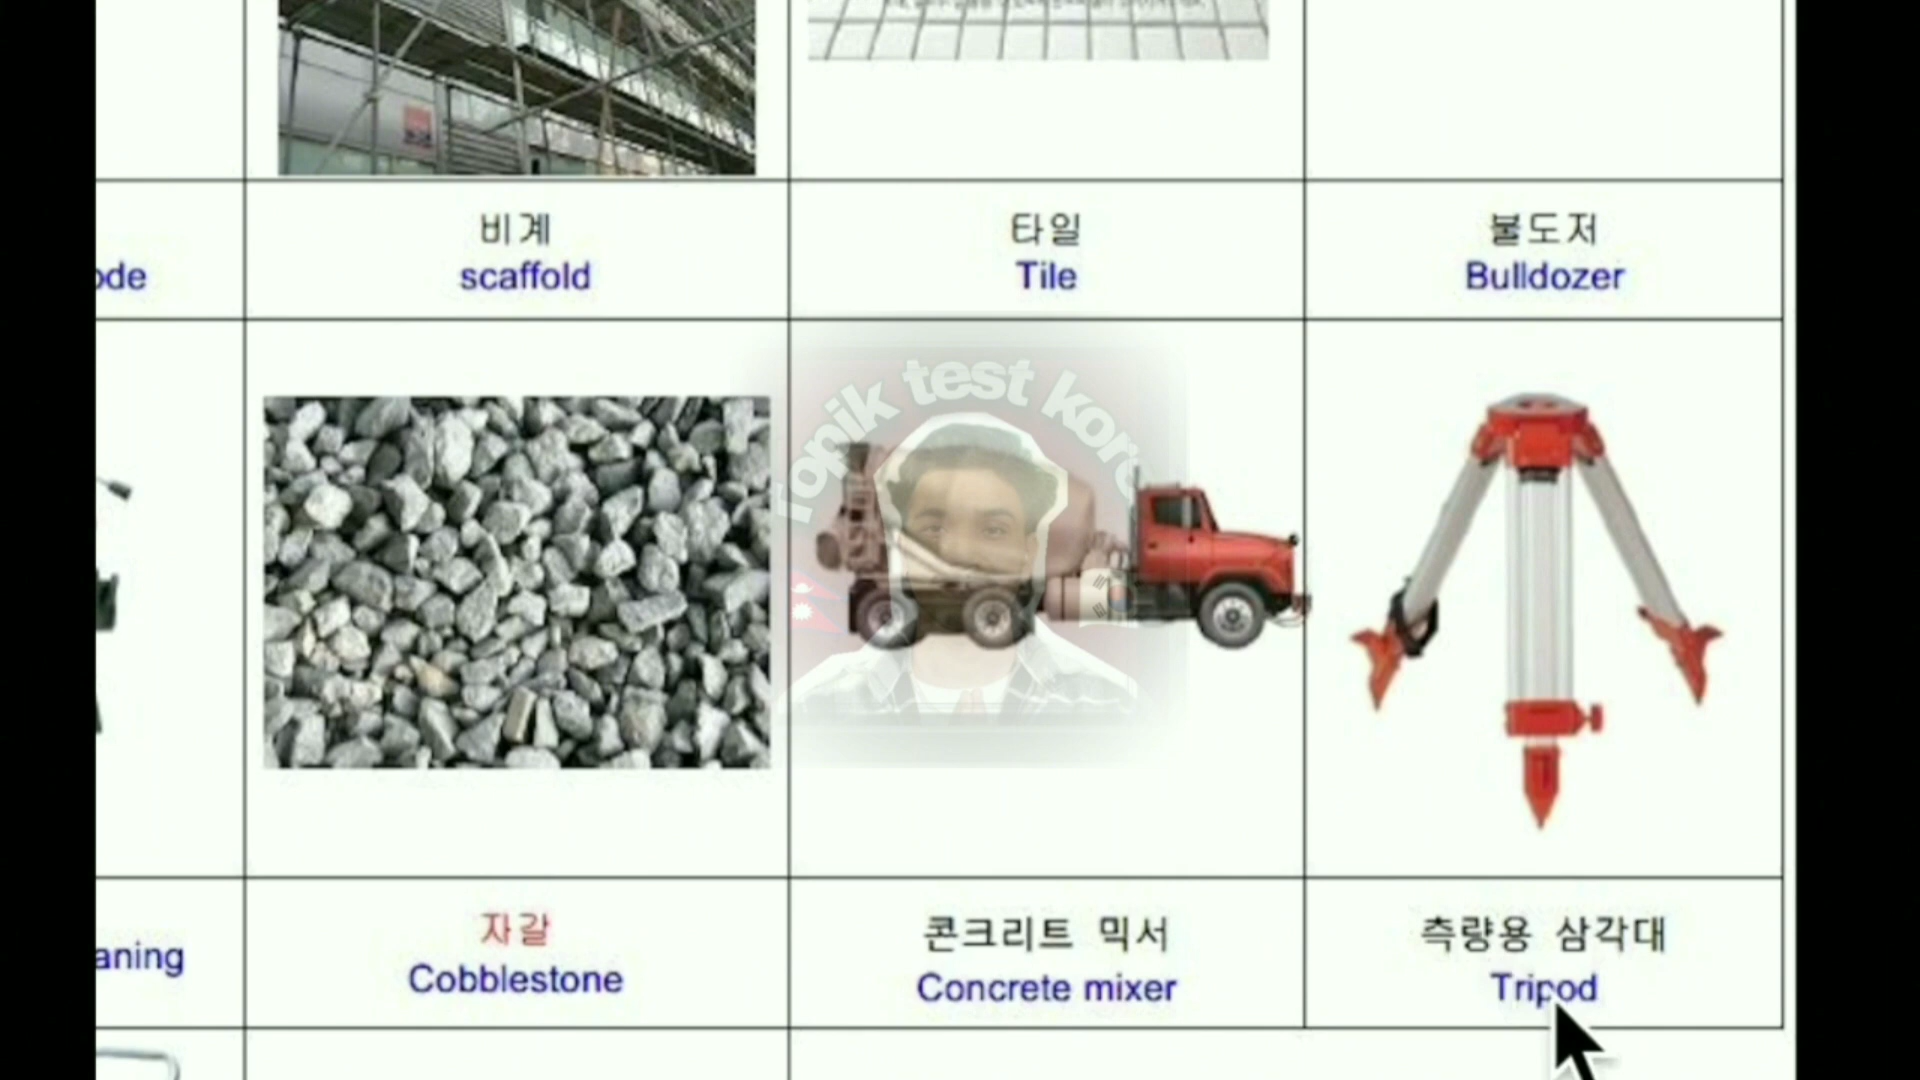 비계
타일
불도저
ode
scaffold
Tile
Bulldozer
Topik test kore
자갈
콘크리트 믹서
측량용 삼각대
aning
Cobblestone
Concrete mixer
Tripod